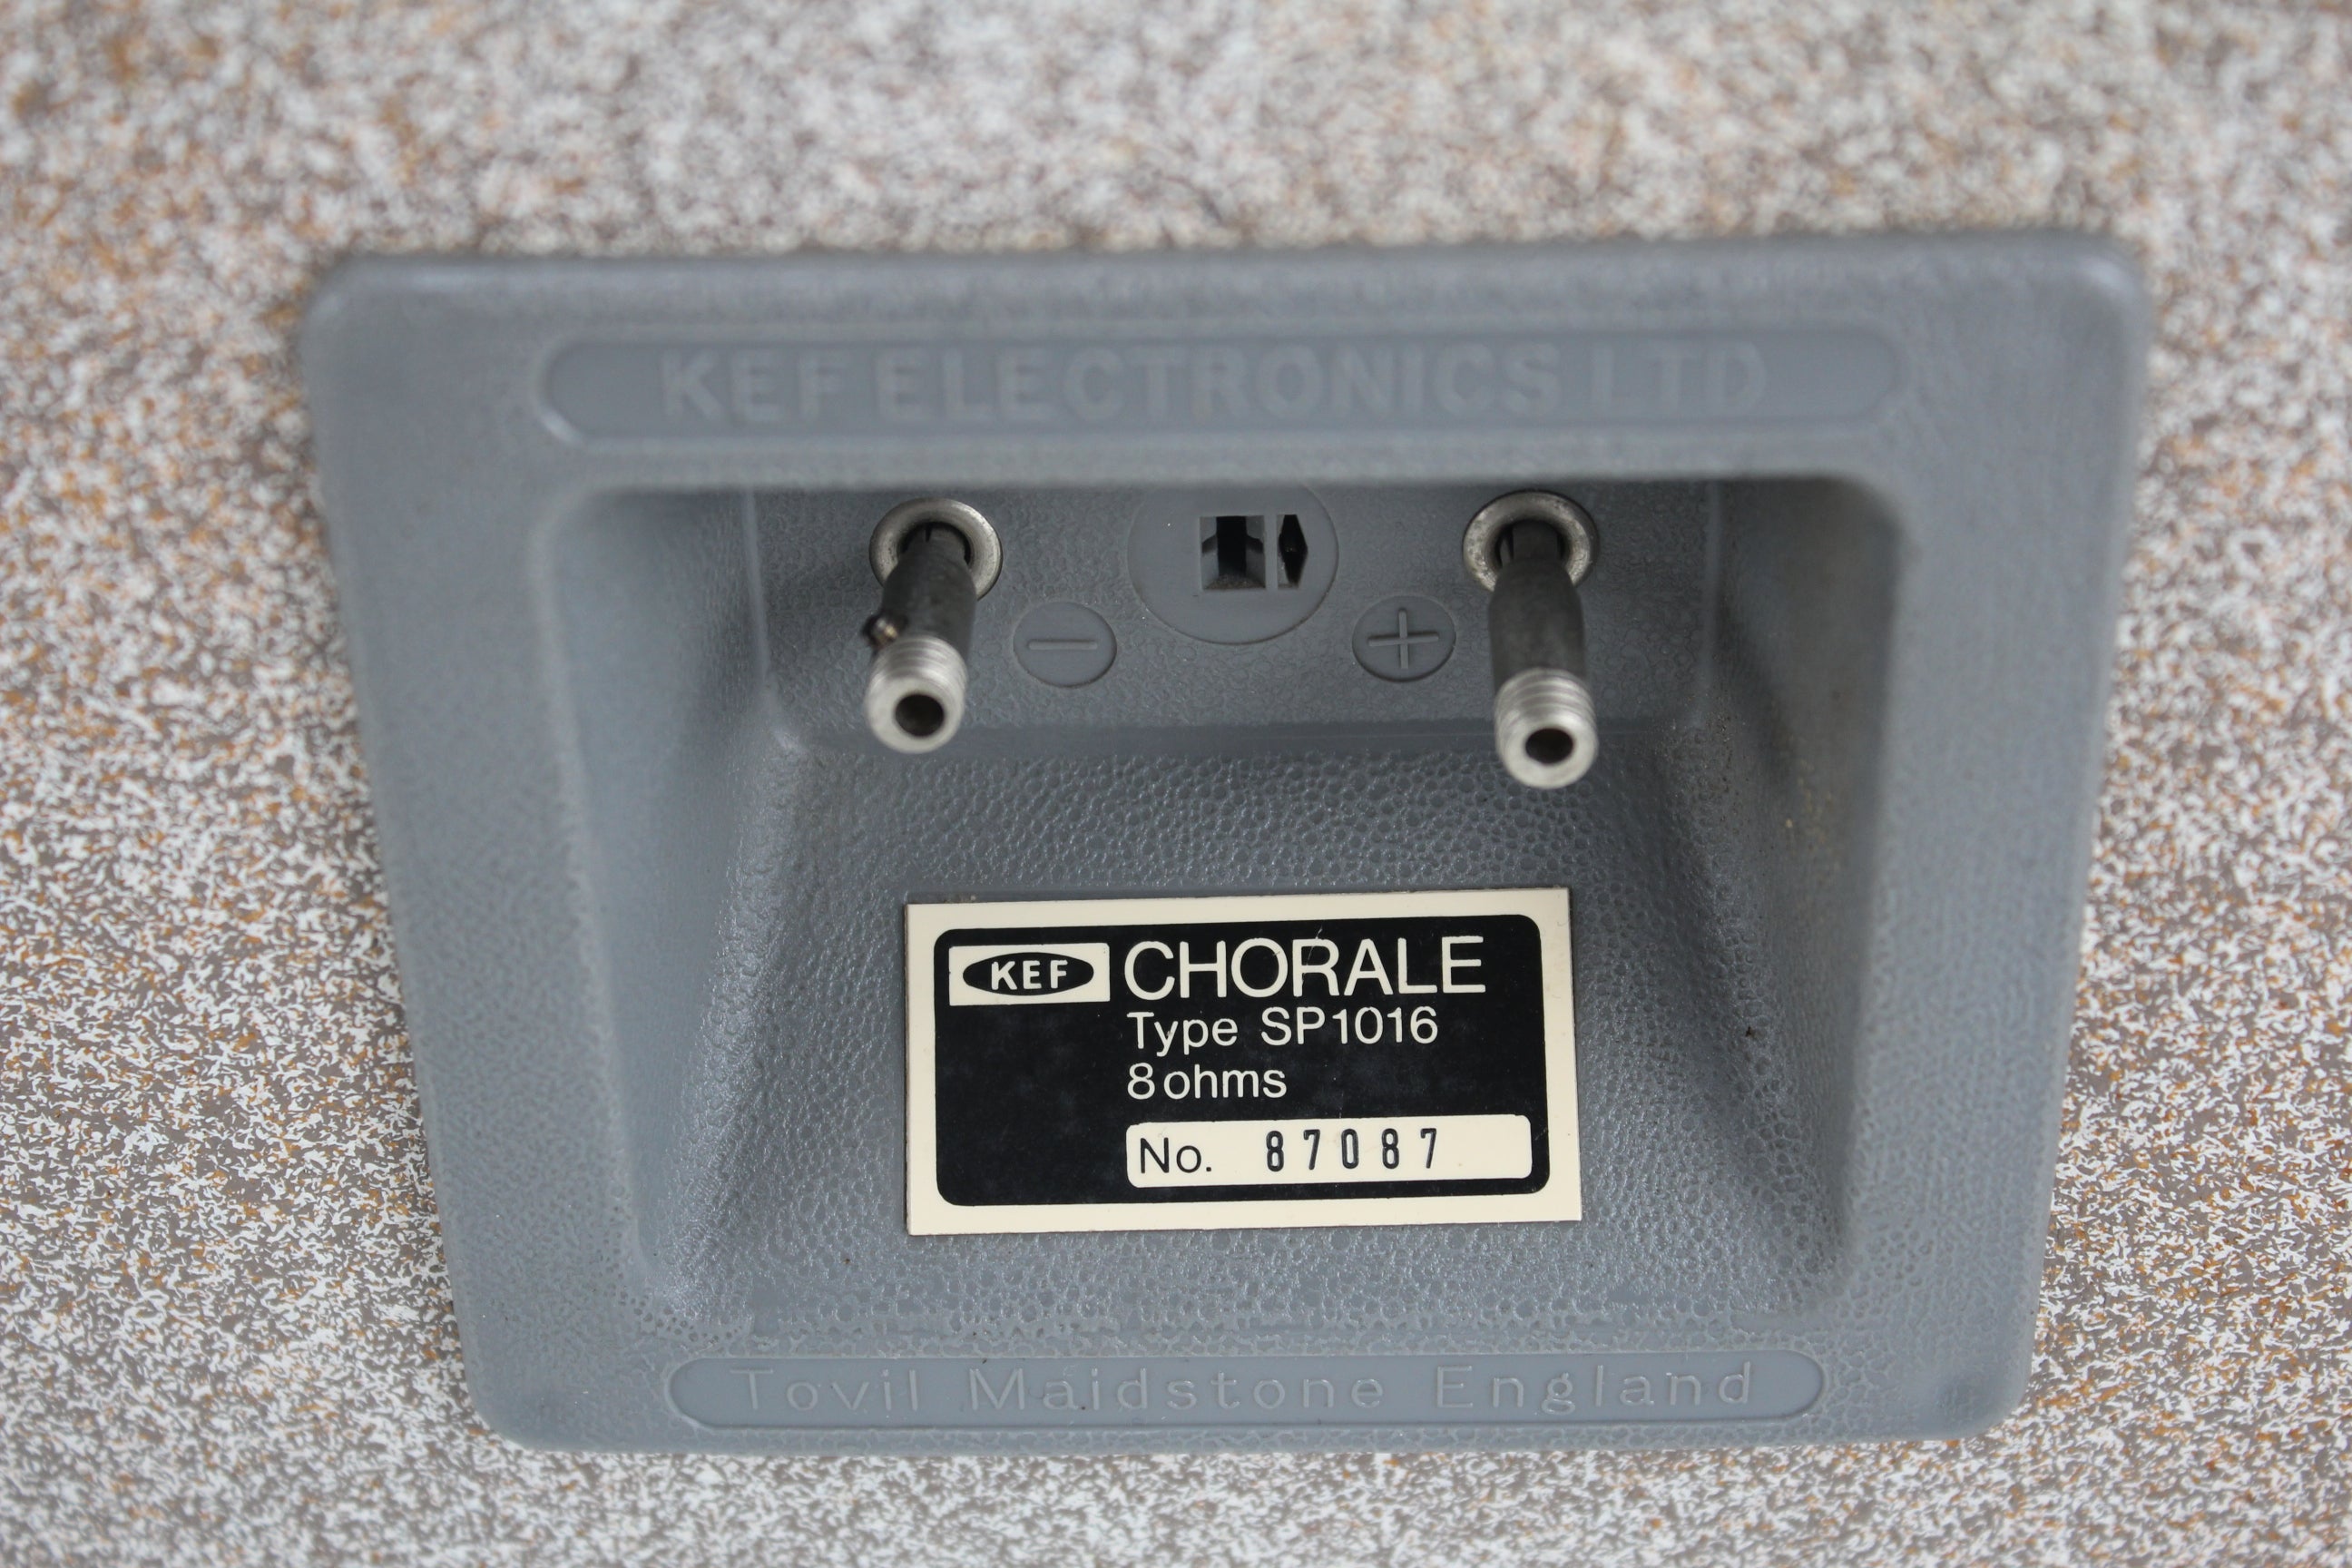 KEF ELECTRONICS LTD
− +
KEF CHORALE
Type SP1016
8 ohms
No. 87087
Tovil Maidstone England